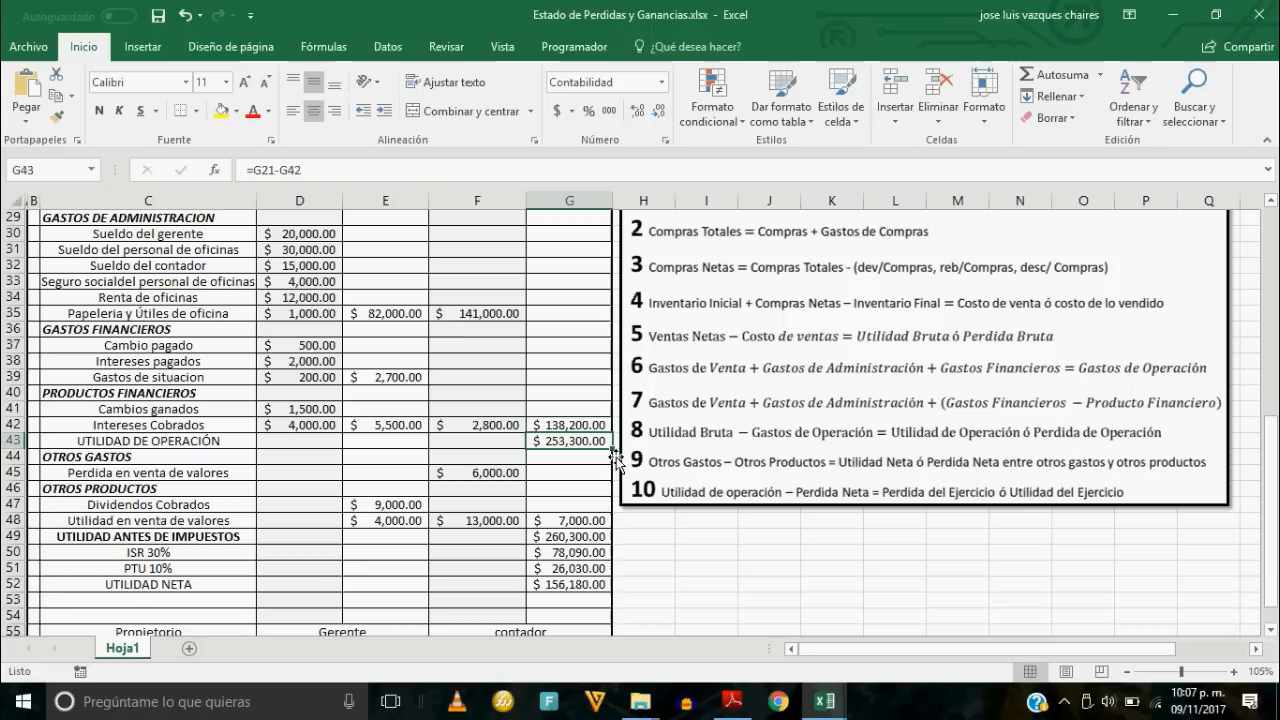 Autoguardado
Estado de Perdidas y Ganancias.xlsx - Excel
jose luis vazques chaires
Archivo Inicio Insertar Diseño de página Fórmulas Datos Revisar Vista Programador ¿Qué desea hacer? Compartir
Pegar
Calibri 11
N K S
Ajustar texto
Combinar y centrar
Contabilidad
$ % 000
Formato condicional
Dar formato como tabla
Estilos de celda
Insertar Eliminar Formato
Autosuma
Rellenar
Borrar
Ordenar y filtrar
Buscar y seleccionar
Portapapeles Fuente Alineación Número Estilos Celdas Edición
G43 fx =G21-G42
B C D E F G H I J K L M N O P Q
29 GASTOS DE ADMINISTRACION
30 Sueldo del gerente $ 20,000.00
31 Sueldo del personal de oficinas $ 30,000.00
32 Sueldo del contador $ 15,000.00
33 Seguro socialdel personal de oficinas $ 4,000.00
34 Renta de oficinas $ 12,000.00
35 Papeleria y Útiles de oficina $ 1,000.00 $ 82,000.00 $ 141,000.00
36 GASTOS FINANCIEROS
37 Cambio pagado $ 500.00
38 Intereses pagados $ 2,000.00
39 Gastos de situacion $ 200.00 $ 2,700.00
40 PRODUCTOS FINANCIEROS
41 Cambios ganados $ 1,500.00
42 Intereses Cobrados $ 4,000.00 $ 5,500.00 $ 2,800.00 $ 138,200.00
43 UTILIDAD DE OPERACIÓN $ 253,300.00
44 OTROS GASTOS
45 Perdida en venta de valores $ 6,000.00
46 OTROS PRODUCTOS
47 Dividendos Cobrados $ 9,000.00
48 Utilidad en venta de valores $ 4,000.00 $ 13,000.00 $ 7,000.00
49 UTILIDAD ANTES DE IMPUESTOS $ 260,300.00
50 ISR 30% $ 78,090.00
51 PTU 10% $ 26,030.00
52 UTILIDAD NETA $ 156,180.00
53
54
55 Propietorio Gerente contador
2 Compras Totales = Compras + Gastos de Compras
3 Compras Netas = Compras Totales - (dev/Compras, reb/Compras, desc/ Compras)
4 Inventario Inicial + Compras Netas – Inventario Final = Costo de venta ó costo de lo vendido
5 Ventas Netas − Costo de ventas = Utilidad Bruta ó Perdida Bruta
6 Gastos de Venta + Gastos de Administración + Gastos Financieros = Gastos de Operación
7 Gastos de Venta + Gastos de Administración + (Gastos Financieros − Producto Financiero)
8 Utilidad Bruta − Gastos de Operación = Utilidad de Operación ó Perdida de Operación
9 Otros Gastos – Otros Productos = Utilidad Neta ó Perdida Neta entre otros gastos y otros productos
10 Utilidad de operación – Perdida Neta = Perdida del Ejercicio ó Utilidad del Ejercicio
Hoja1
Listo
105%
Pregúntame lo que quieras
10:07 p. m.
09/11/2017